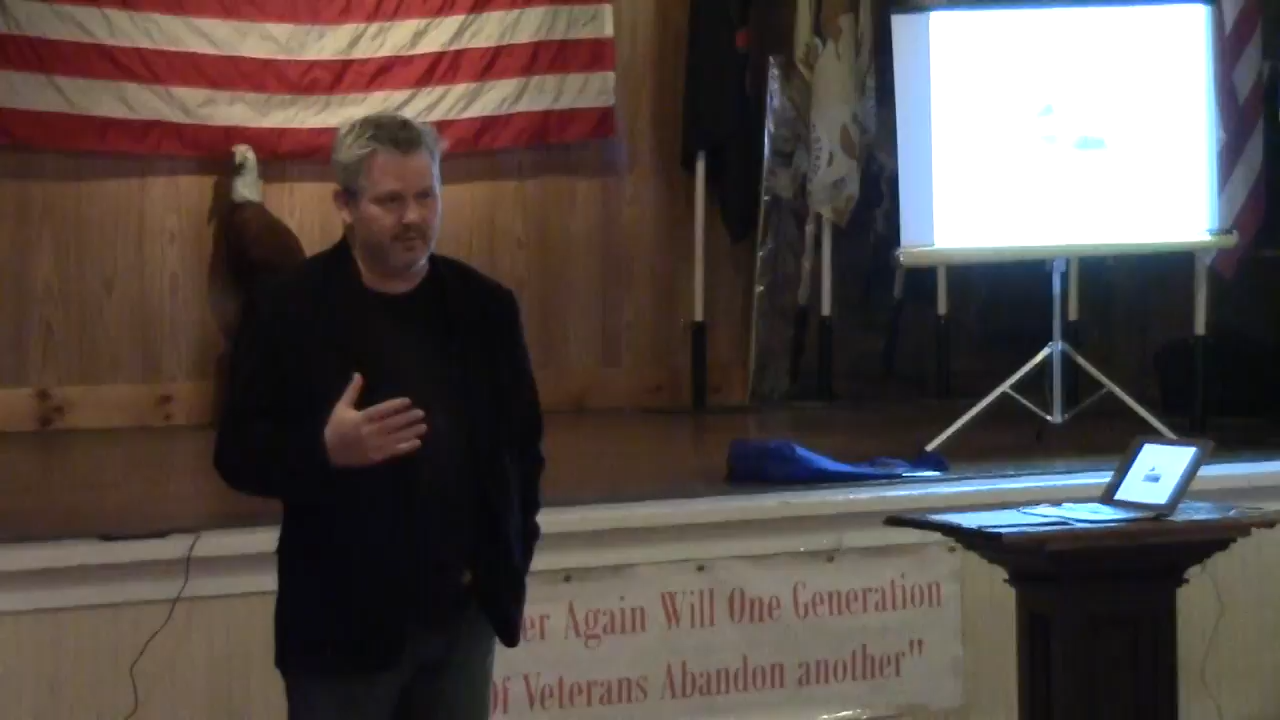 er Again Will One Generation
Of Veterans Abandon another"